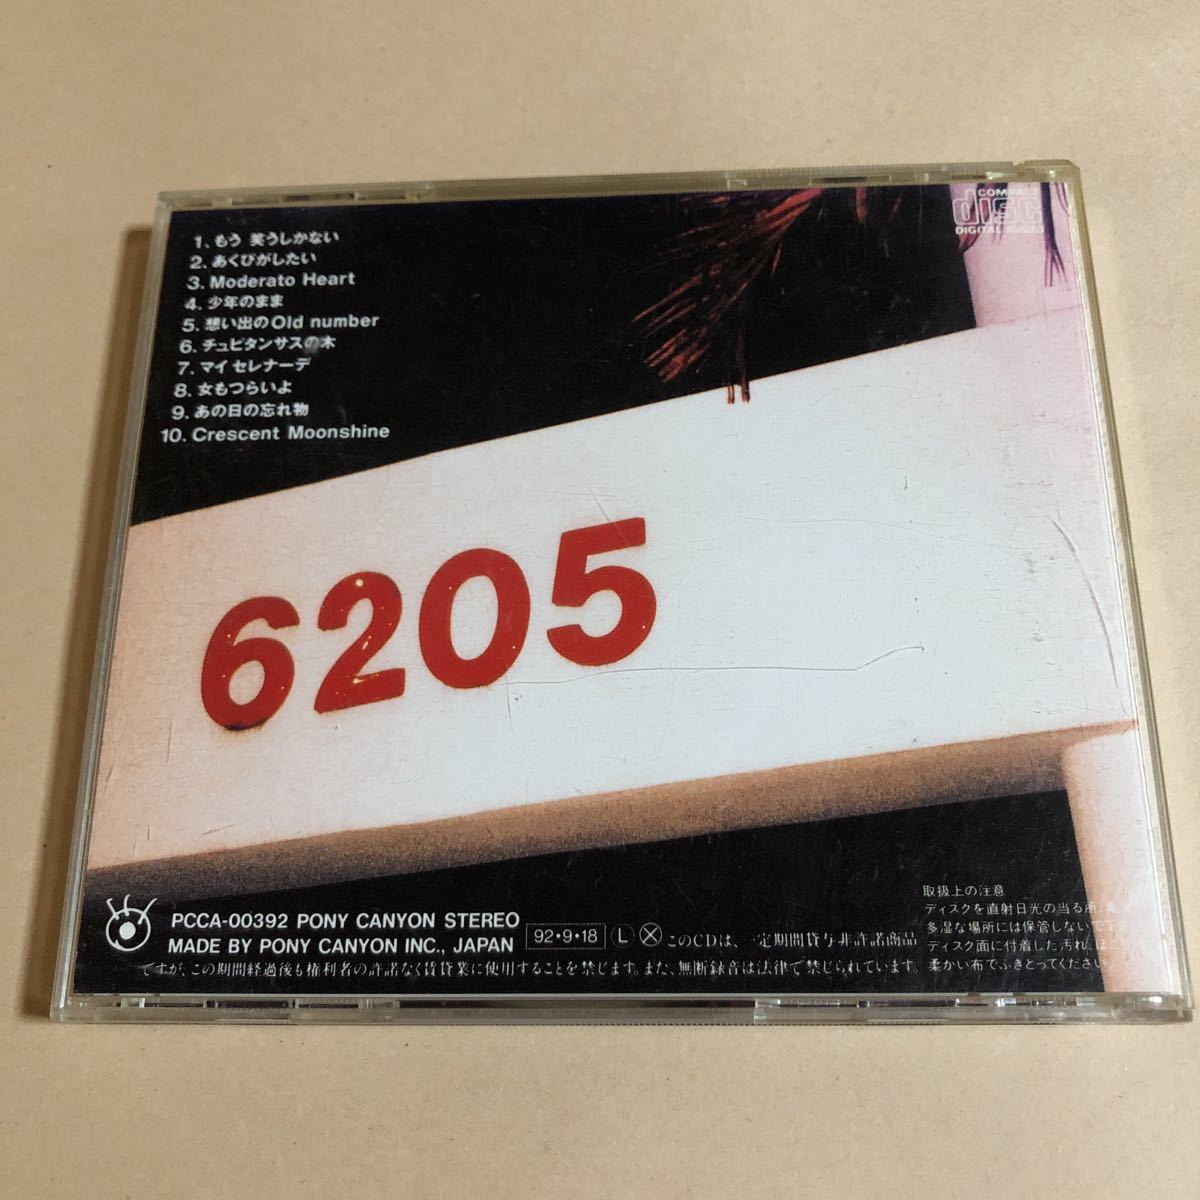 1. もう 笑うしかない
2. あくびがしたい
3. Moderato Heart
4. 少年のまま
5. 想い出のOld number
6. チュピタンサスの木
7. マイ セレナーデ
8. 女もつらいよ
9. あの日の忘れ物
10. Crescent Moonshine
COMPACT
disc
DIGITAL AUDIO
6205
PCCA-00392 PONY CANYON STEREO
MADE BY PONY CANYON INC., JAPAN
92・9・18 L X このCDは、一定期間貸与非許諾商品
ですが、この期間経過後も権利者の許諾なく賃貸業に使用することを禁じます。また、無断録音は法律で禁じられています。
取扱上の注意
ディスクを直射日光の当る所、
多湿な場所には保管しないで下
ディスク面に付着した汚れ、ほこり
柔かい布でふきとってください。